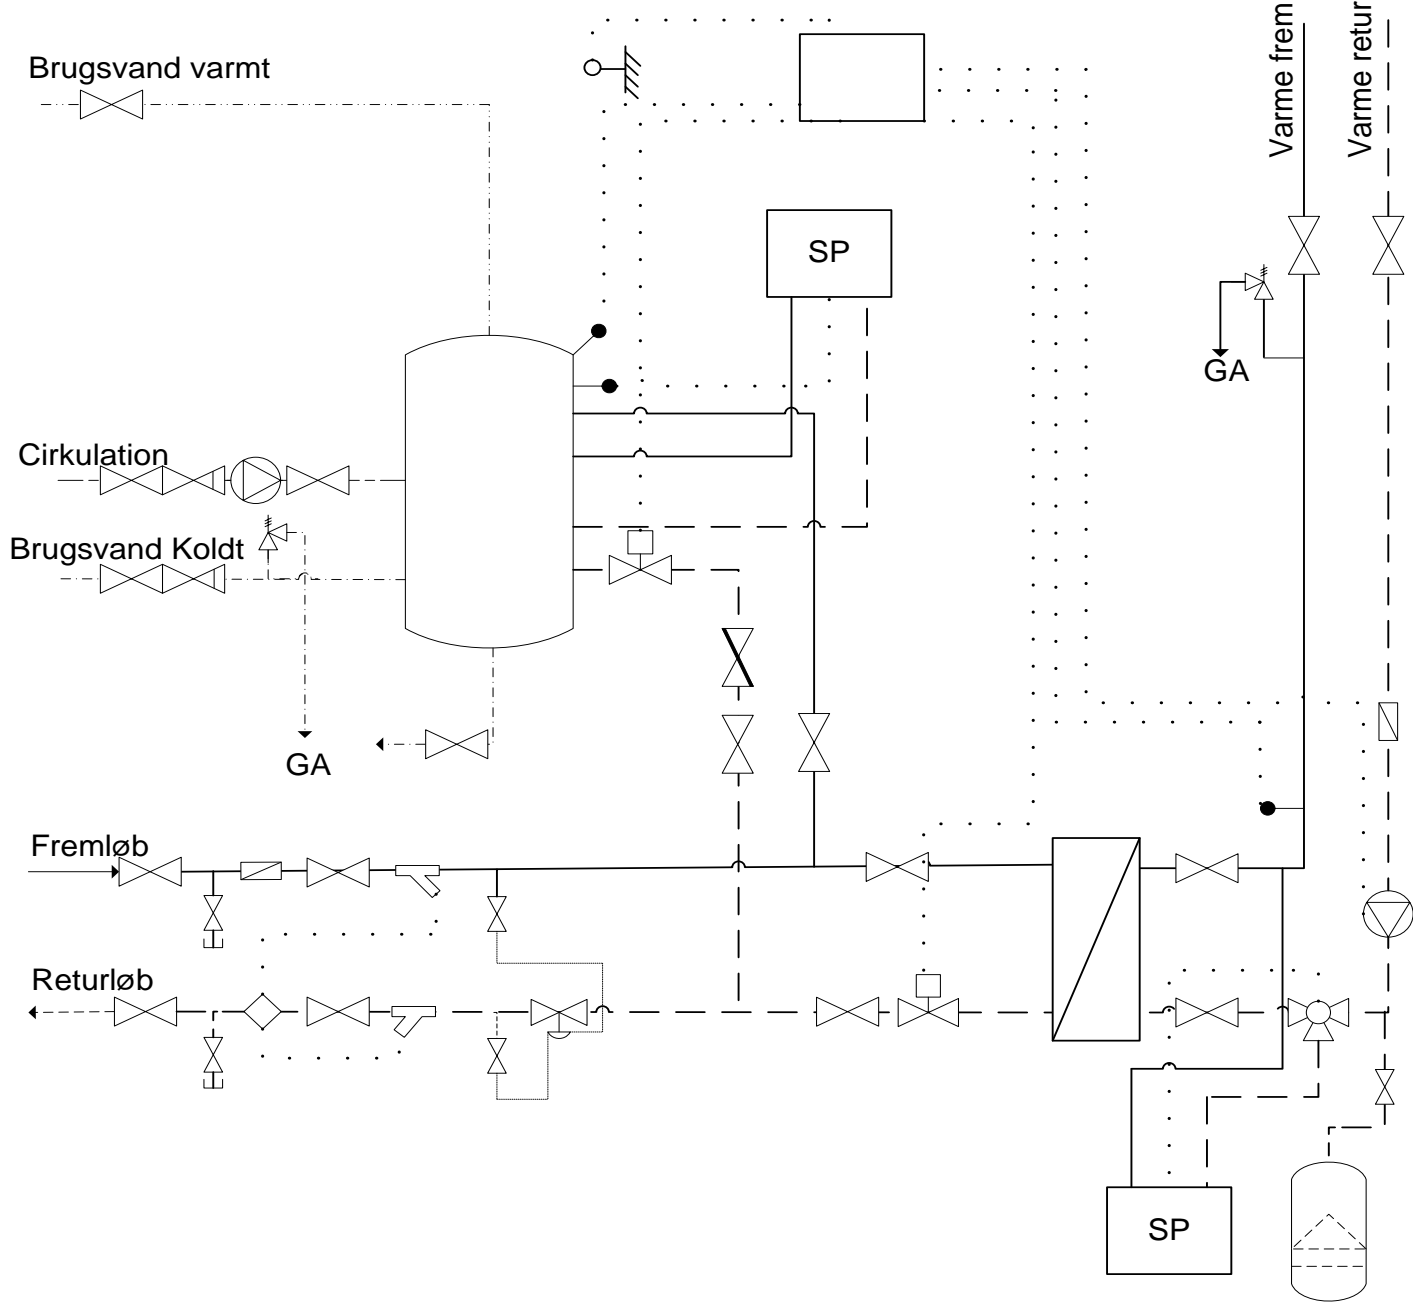 Brugsvand varmt
Varme frem
Varme retur
SP
GA
Cirkulation
Brugsvand Koldt
GA
Fremløb
Returløb
SP